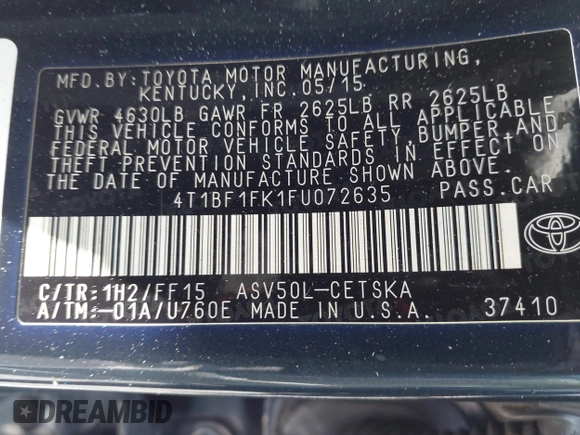 MFD.BY:TOYOTA MOTOR MANUFACTURING,
KENTUCKY, INC.05/15
GVWR 4630LB GAWR FR 2625LB RR 2625LB
THIS VEHICLE CONFORMS TO ALL APPLICABLE
FEDERAL MOTOR VEHICLE SAFETY, BUMPER,AND
THEFT PREVENTION STANDARDS IN EFFECT ON
THE DATE OF MANUFACTURE SHOWN ABOVE.
4T1BF1FK1FU072635 PASS.CAR
C/TR:1H2/FF15 ASV50L-CETSKA
A/TM:-01A/U760E MADE IN U.S.A. 37410
DREAMBID